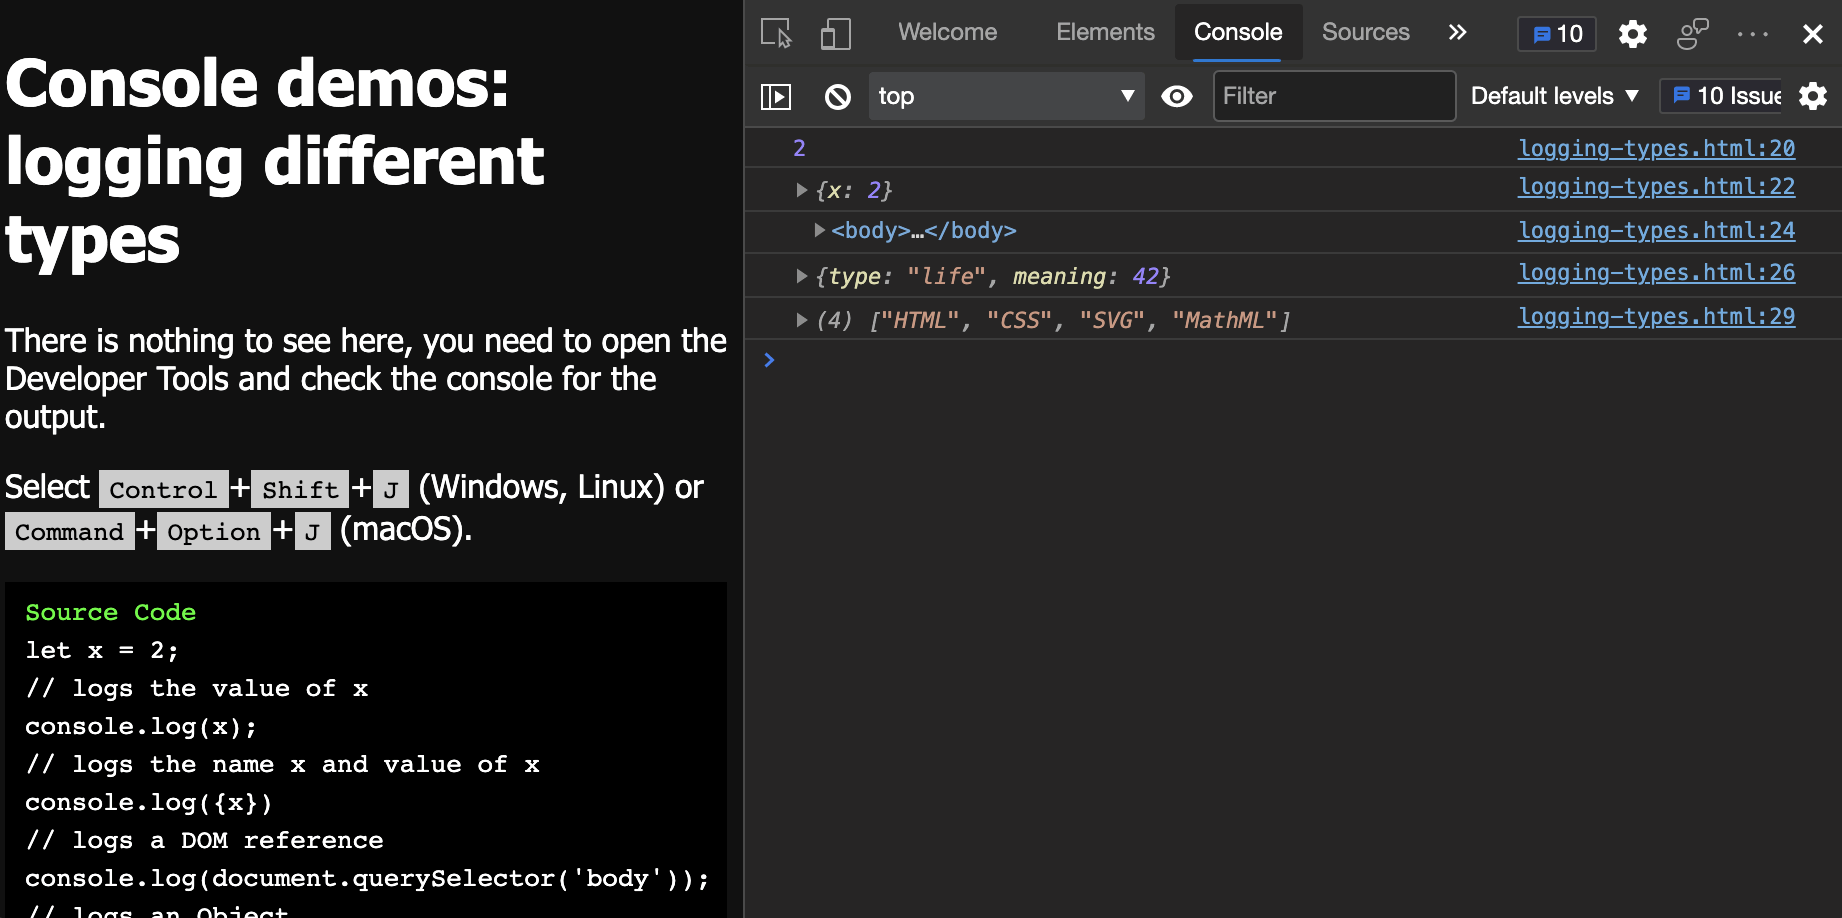 Console demos:
logging different
types
There is nothing to see here, you need to open the
Developer Tools and check the console for the
output.
Select Control+Shift+J (Windows, Linux) or
Command+Option+J (macOS).
Source Code
let x = 2;
// logs the value of x
console.log(x);
// logs the name x and value of x
console.log({x})
// logs a DOM reference
console.log(document.querySelector('body'));
// logs an Object
Welcome Elements Console Sources » 10 ···
top Filter Default levels 10 Issue
2 logging-types.html:20
{x: 2} logging-types.html:22
<body>…</body> logging-types.html:24
{type: "life", meaning: 42} logging-types.html:26
(4) ["HTML", "CSS", "SVG", "MathML"] logging-types.html:29